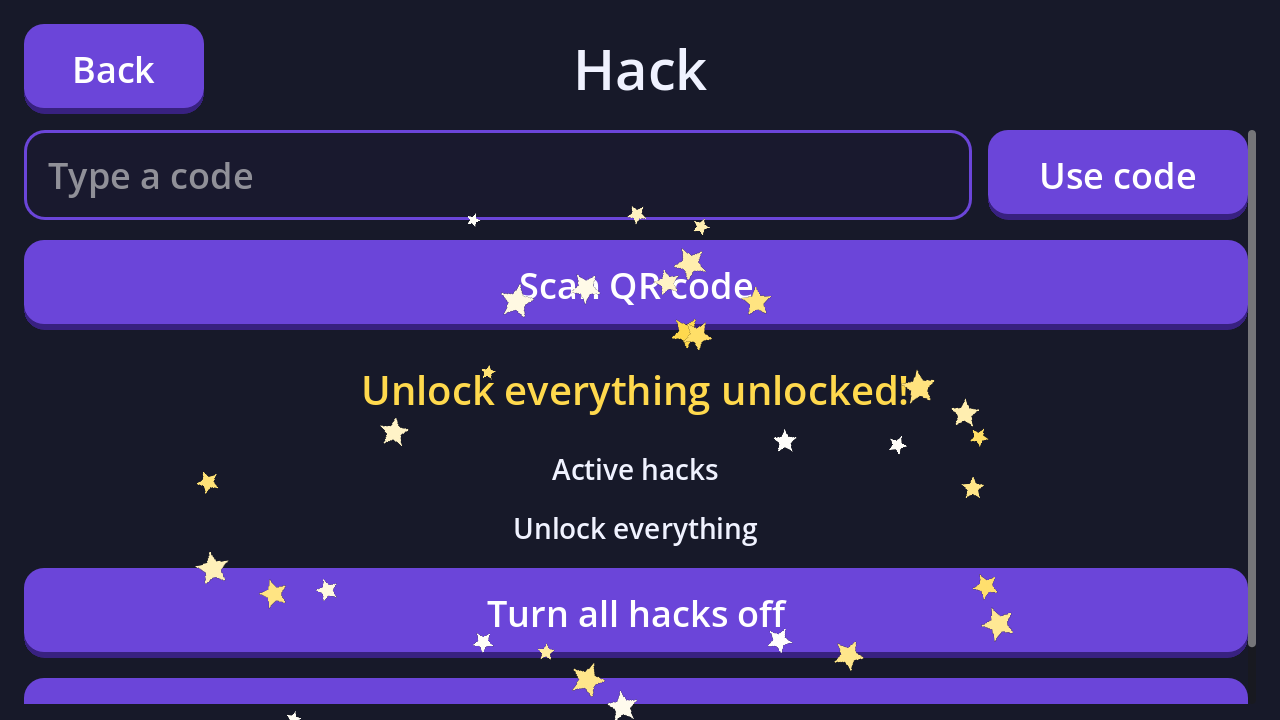 Back
Hack
Type a code
Use code
Scan QR code
Unlock everything unlocked!
Active hacks
Unlock everything
Turn all hacks off